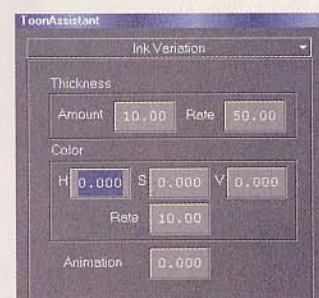 ToonAssistant
Ink Variation
Thickness
Amount 10.00 Rate 50.00
Color
H 0.000 S 0.000 V 0.000
Rate 10.00
Animation 0.000